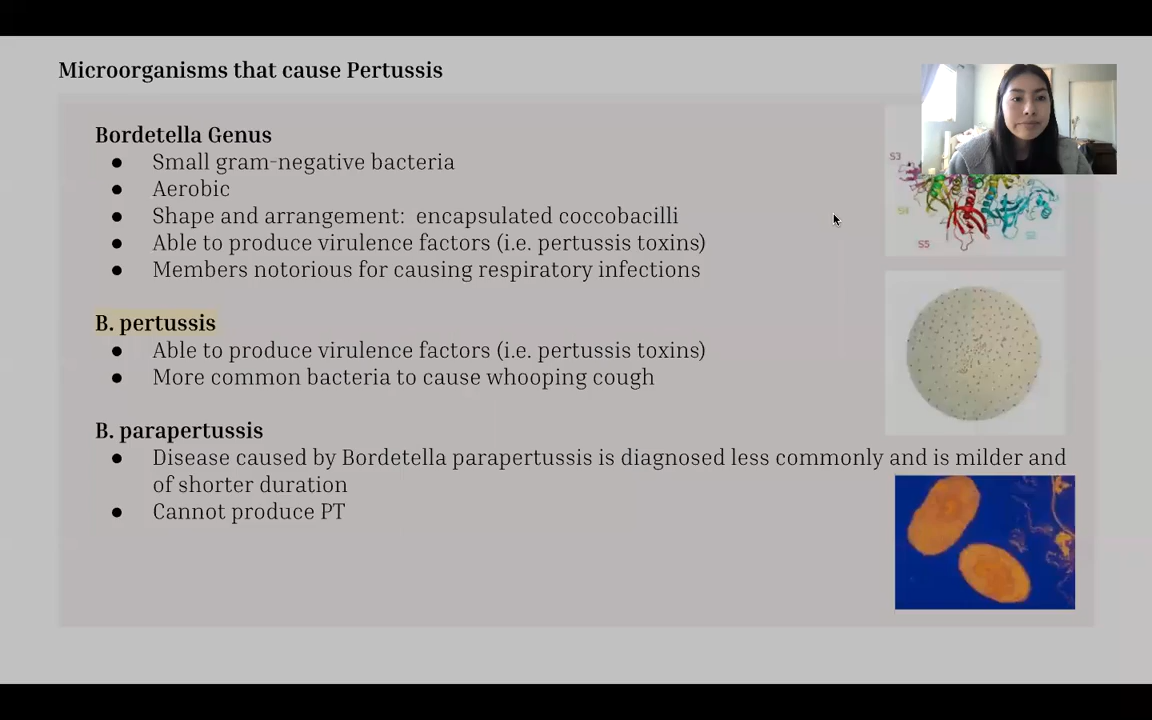 Microorganisms that cause Pertussis
Bordetella Genus
● Small gram-negative bacteria
● Aerobic
● Shape and arrangement: encapsulated coccobacilli
● Able to produce virulence factors (i.e. pertussis toxins)
● Members notorious for causing respiratory infections
B. pertussis
● Able to produce virulence factors (i.e. pertussis toxins)
● More common bacteria to cause whooping cough
B. parapertussis
● Disease caused by Bordetella parapertussis is diagnosed less commonly and is milder and
of shorter duration
● Cannot produce PT
S3
S4
S5